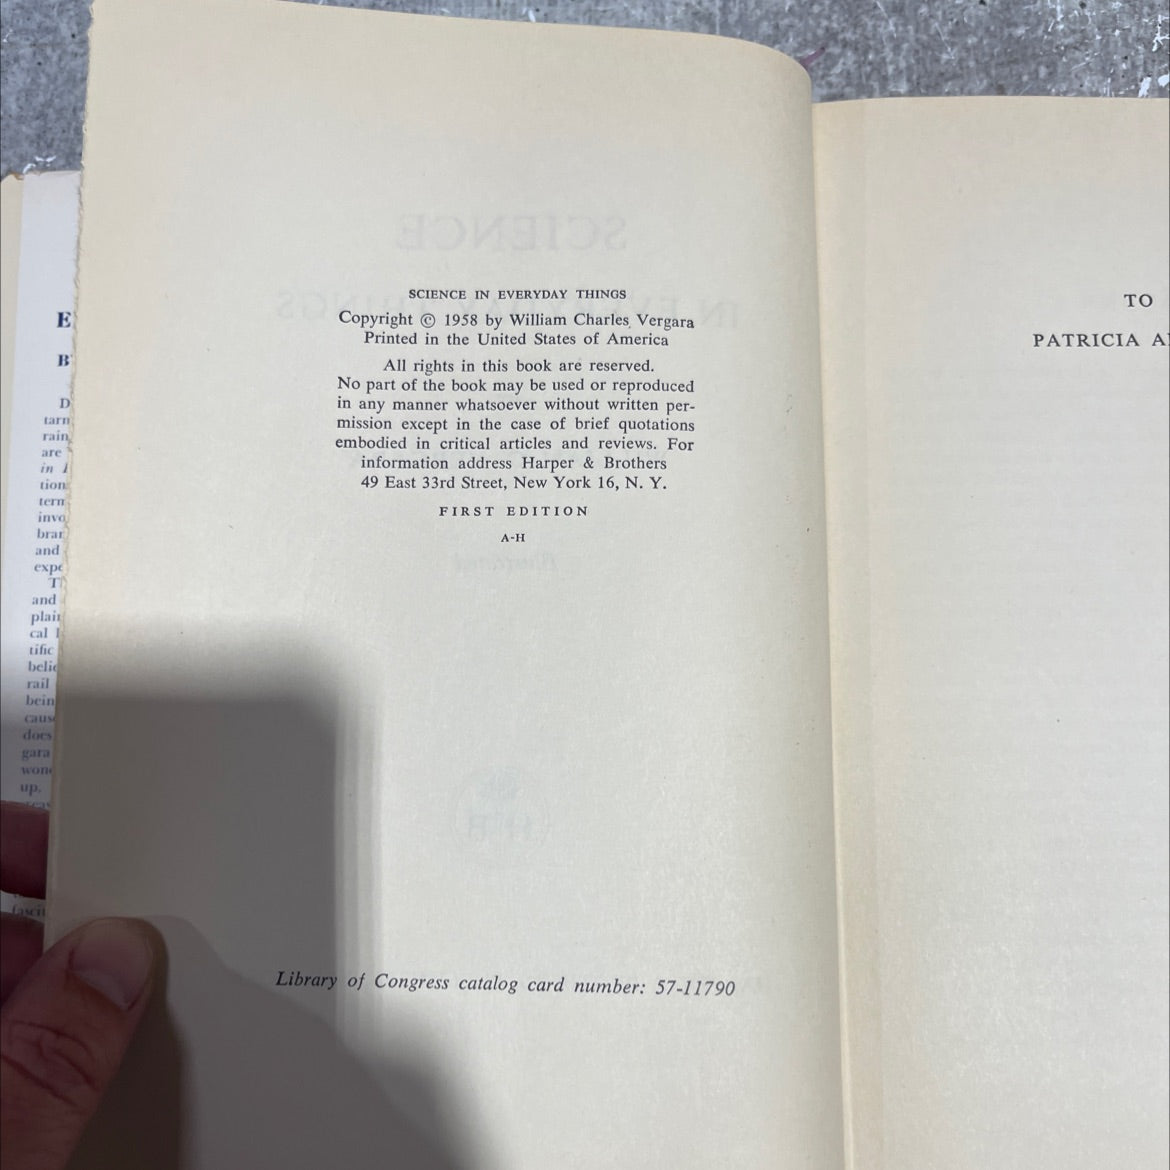 SCIENCE IN EVERYDAY THINGS
Copyright © 1958 by William Charles Vergara
Printed in the United States of America
All rights in this book are reserved.
No part of the book may be used or reproduced
in any manner whatsoever without written per-
mission except in the case of brief quotations
embodied in critical articles and reviews. For
information address Harper & Brothers
49 East 33rd Street, New York 16, N. Y.
FIRST EDITION
A-H
Library of Congress catalog card number: 57-11790
TO
PATRICIA